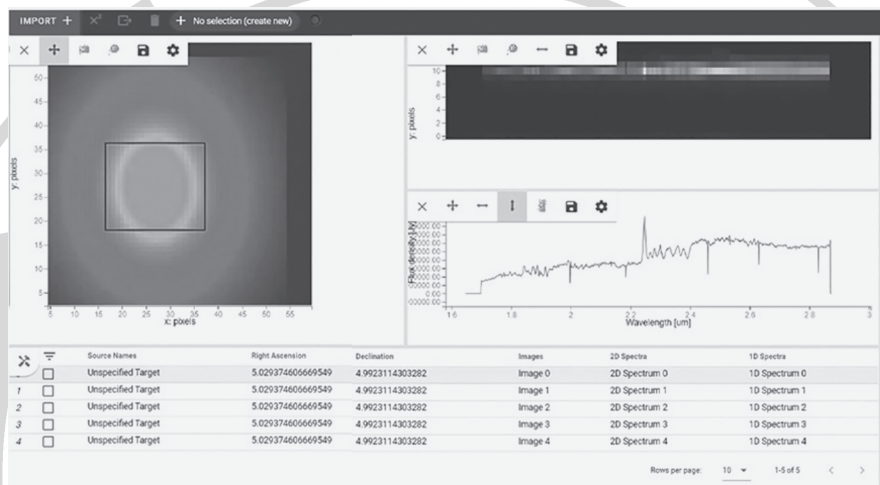 IMPORT + x² + No selection (create new)
y: pixels
50
45
40
35
30
25
20
15
10
5
5 10 15 20 25 30 35 40 45 50 55
x: pixels
y: pixels
10
8
6
4
2
0
Flux density [Jy]
0.00
1.6 1.8 2 2.2 2.4 2.6 2.8 3
Wavelength [um]
Source Names Right Ascension Declination Images 2D Spectra 1D Spectra
Unspecified Target 5.029374606669549 4.9923114303282 Image 0 2D Spectrum 0 1D Spectrum 0
1 Unspecified Target 5.029374606669549 4.9923114303282 Image 1 2D Spectrum 1 1D Spectrum 1
2 Unspecified Target 5.029374606669549 4.9923114303282 Image 2 2D Spectrum 2 1D Spectrum 2
3 Unspecified Target 5.029374606669549 4.9923114303282 Image 3 2D Spectrum 3 1D Spectrum 3
4 Unspecified Target 5.029374606669549 4.9923114303282 Image 4 2D Spectrum 4 1D Spectrum 4
Rows per page: 10 1-5 of 5